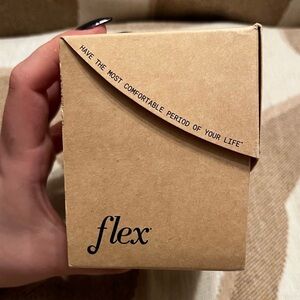 HAVE THE MOST COMFORTABLE PERIOD OF YOUR LIFE™
flex